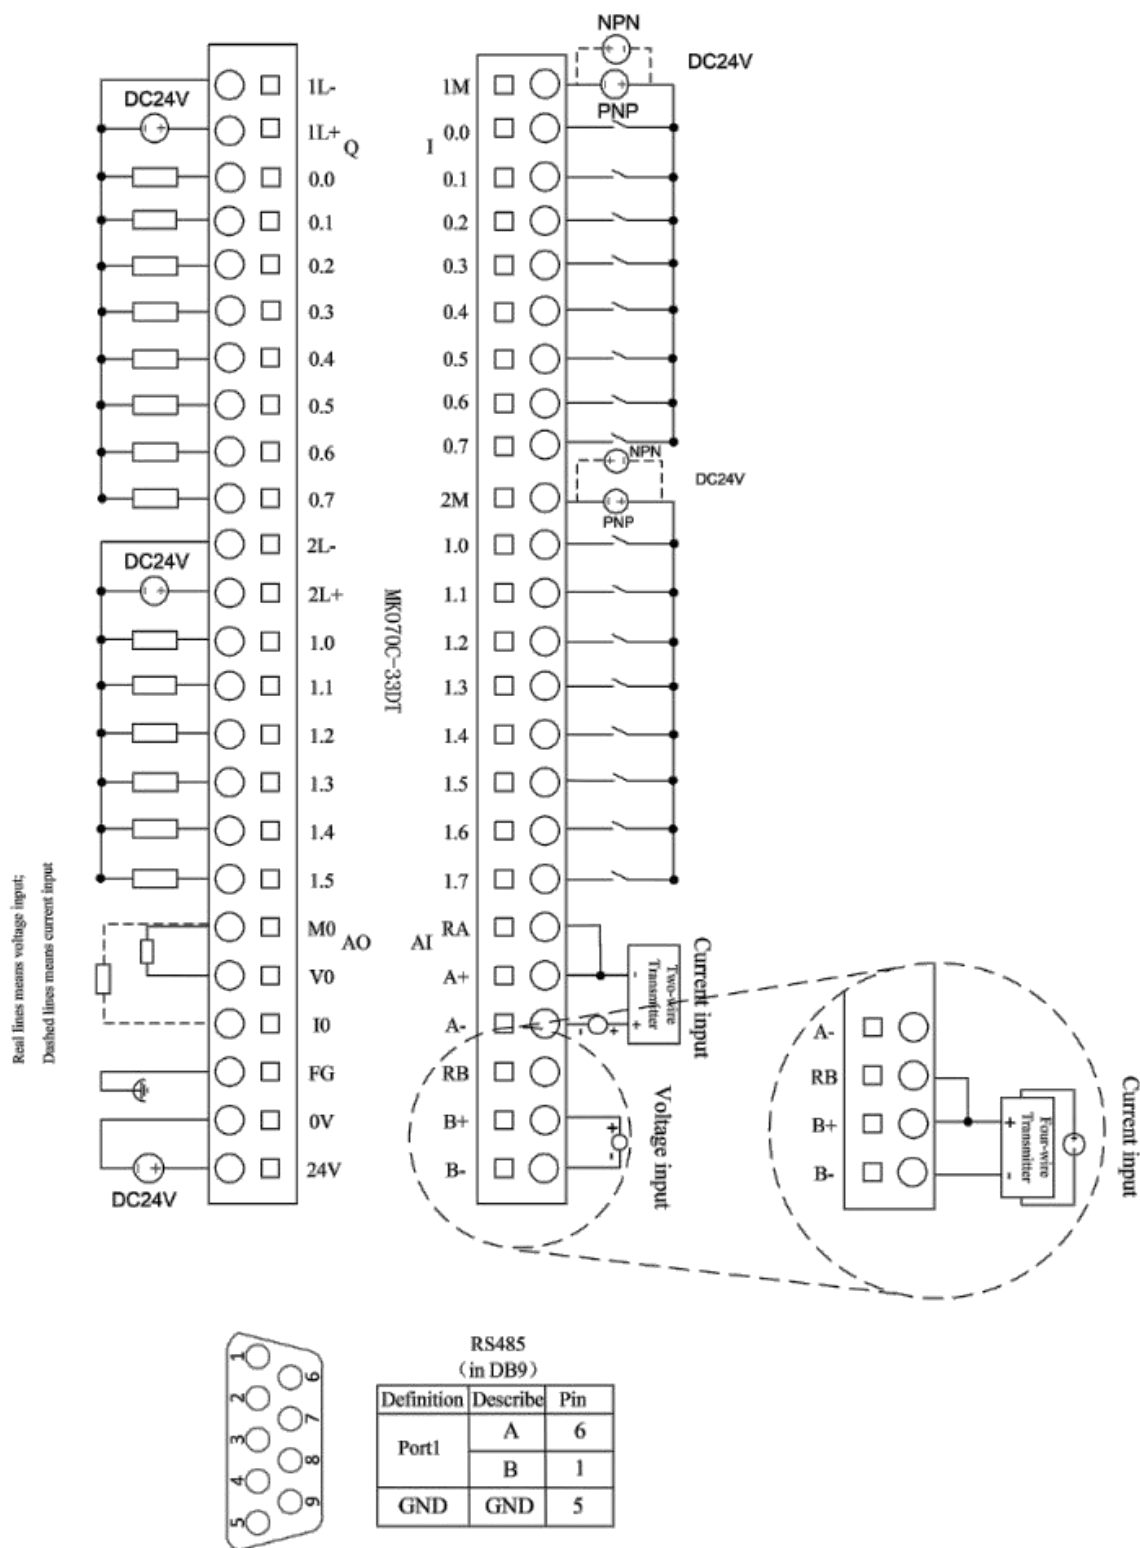 NPN
DC24V
PNP
DC24V
1L-
1L+
Q
0.0
0.1
0.2
0.3
0.4
0.5
0.6
0.7
DC24V
2L-
2L+
1.0
1.1
1.2
1.3
1.4
1.5
M0
AO
V0
I0
FG
0V
24V
DC24V
Real lines means voltage input;
Dashed lines means current input
MK070C-33DT
1M
I
0.0
0.1
0.2
0.3
0.4
0.5
0.6
0.7
NPN
DC24V
PNP
2M
1.0
1.1
1.2
1.3
1.4
1.5
1.6
1.7
AI
RA
A+
A-
RB
B+
B-
- +
Two-wire
Transmitter
Current input
- +
+ -
Voltage input
A-
RB
B+
B-
+ -
Four-wire
Transmitter
Current input
1
2
3
4
5
6
7
8
9
RS485
（in DB9）
Definition Describe Pin
Port1 A 6
B 1
GND GND 5